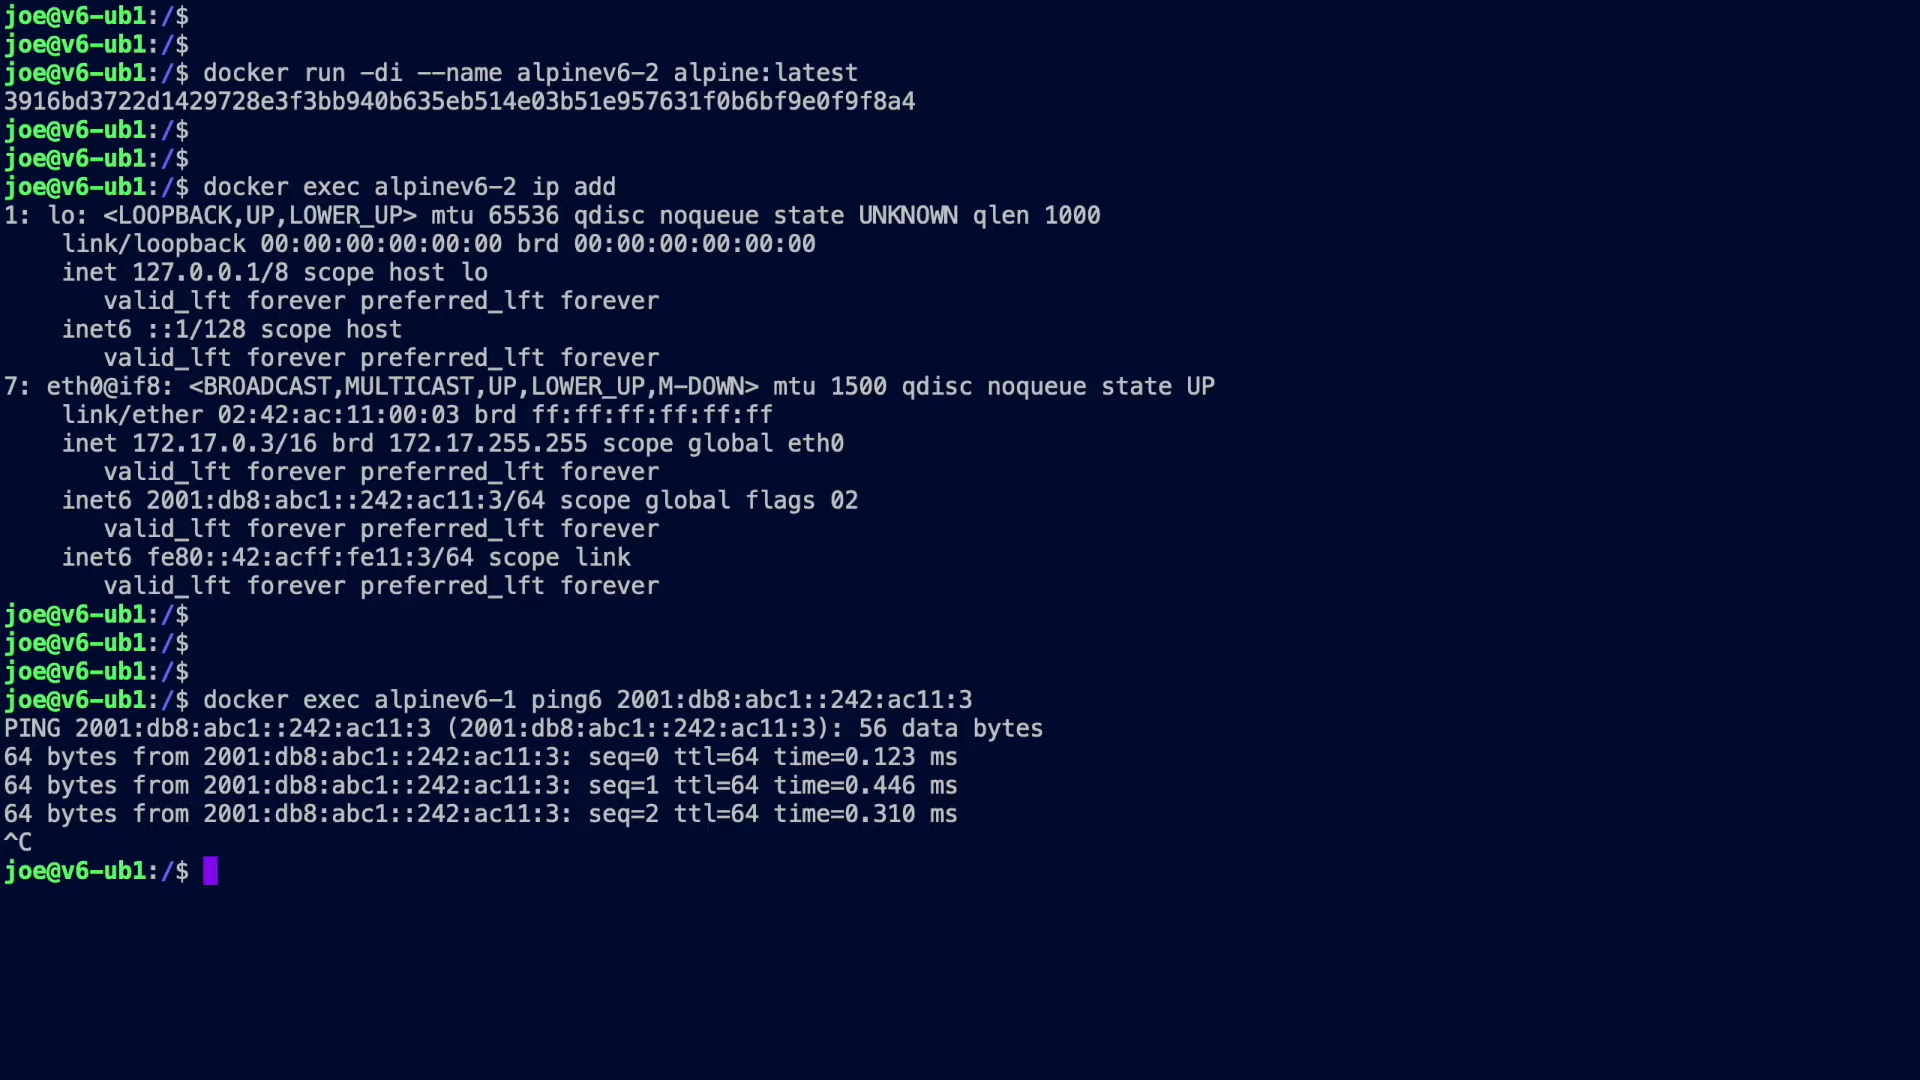 joe@v6-ub1:/$
joe@v6-ub1:/$
joe@v6-ub1:/$ docker run -di --name alpinev6-2 alpine:latest
3916bd3722d1429728e3f3bb940b635eb514e03b51e957631f0b6bf9e0f9f8a4
joe@v6-ub1:/$
joe@v6-ub1:/$
joe@v6-ub1:/$ docker exec alpinev6-2 ip add
1: lo: <LOOPBACK,UP,LOWER_UP> mtu 65536 qdisc noqueue state UNKNOWN qlen 1000
    link/loopback 00:00:00:00:00:00 brd 00:00:00:00:00:00
    inet 127.0.0.1/8 scope host lo
       valid_lft forever preferred_lft forever
    inet6 ::1/128 scope host
       valid_lft forever preferred_lft forever
7: eth0@if8: <BROADCAST,MULTICAST,UP,LOWER_UP,M-DOWN> mtu 1500 qdisc noqueue state UP
    link/ether 02:42:ac:11:00:03 brd ff:ff:ff:ff:ff:ff
    inet 172.17.0.3/16 brd 172.17.255.255 scope global eth0
       valid_lft forever preferred_lft forever
    inet6 2001:db8:abc1::242:ac11:3/64 scope global flags 02
       valid_lft forever preferred_lft forever
    inet6 fe80::42:acff:fe11:3/64 scope link
       valid_lft forever preferred_lft forever
joe@v6-ub1:/$
joe@v6-ub1:/$
joe@v6-ub1:/$
joe@v6-ub1:/$ docker exec alpinev6-1 ping6 2001:db8:abc1::242:ac11:3
PING 2001:db8:abc1::242:ac11:3 (2001:db8:abc1::242:ac11:3): 56 data bytes
64 bytes from 2001:db8:abc1::242:ac11:3: seq=0 ttl=64 time=0.123 ms
64 bytes from 2001:db8:abc1::242:ac11:3: seq=1 ttl=64 time=0.446 ms
64 bytes from 2001:db8:abc1::242:ac11:3: seq=2 ttl=64 time=0.310 ms
^C
joe@v6-ub1:/$